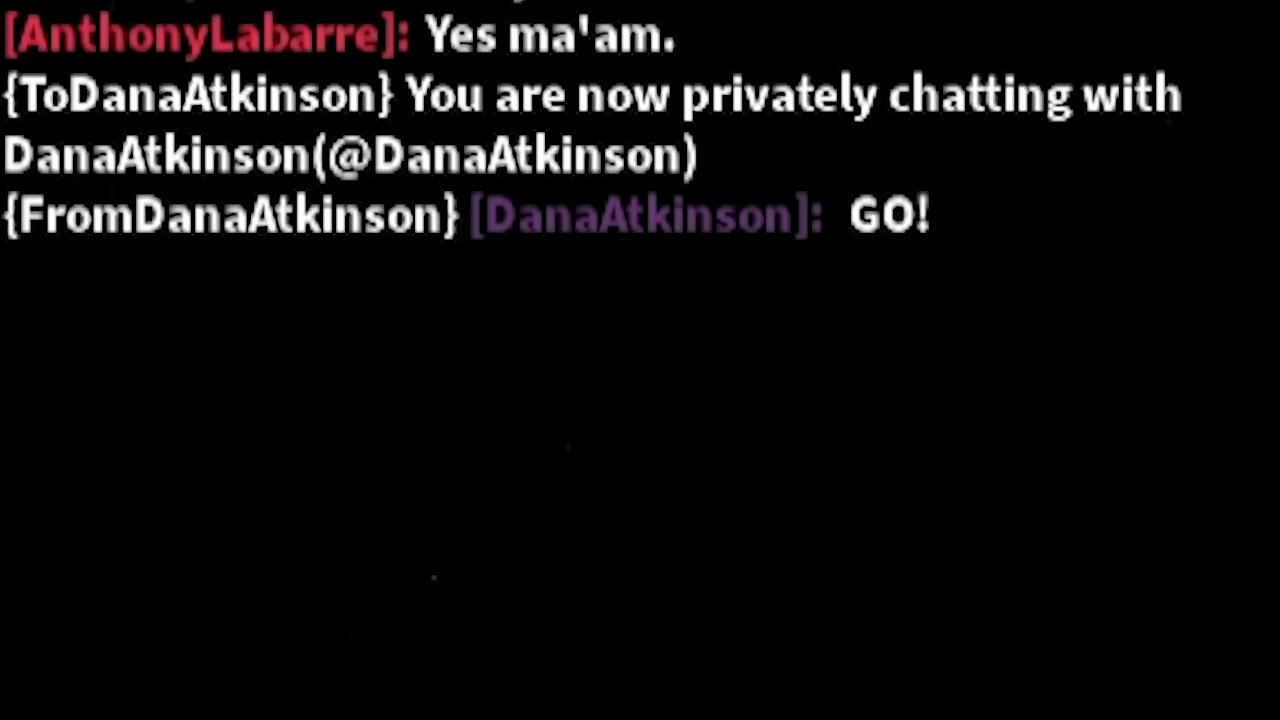 [AnthonyLabarre]: Yes ma'am.
{ToDanaAtkinson} You are now privately chatting with
DanaAtkinson(@DanaAtkinson)
{FromDanaAtkinson} [DanaAtkinson]: GO!